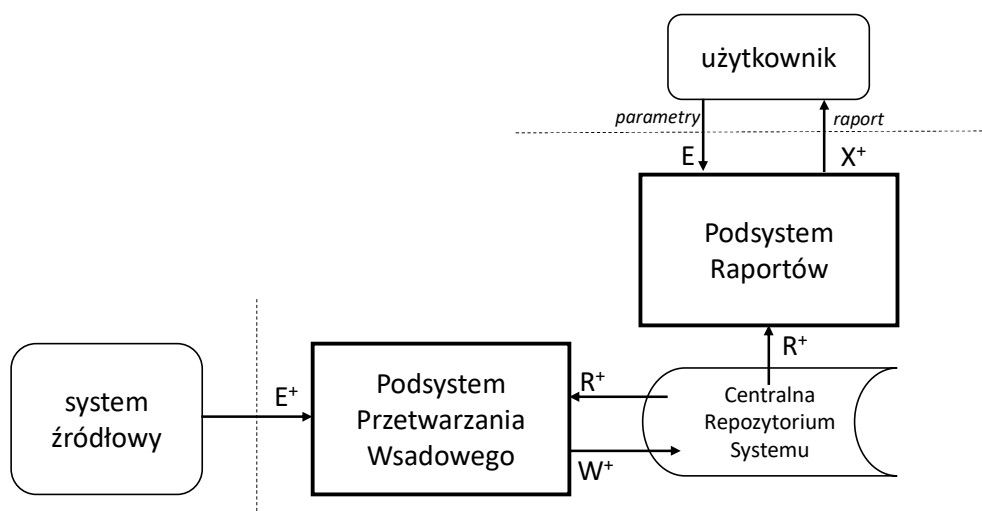 użytkownik
parametry
raport
E
X⁺
Podsystem
Raportów
R⁺
system
źródłowy
E⁺
Podsystem
Przetwarzania
Wsadowego
R⁺
W⁺
Centralna
Repozytorium
Systemu